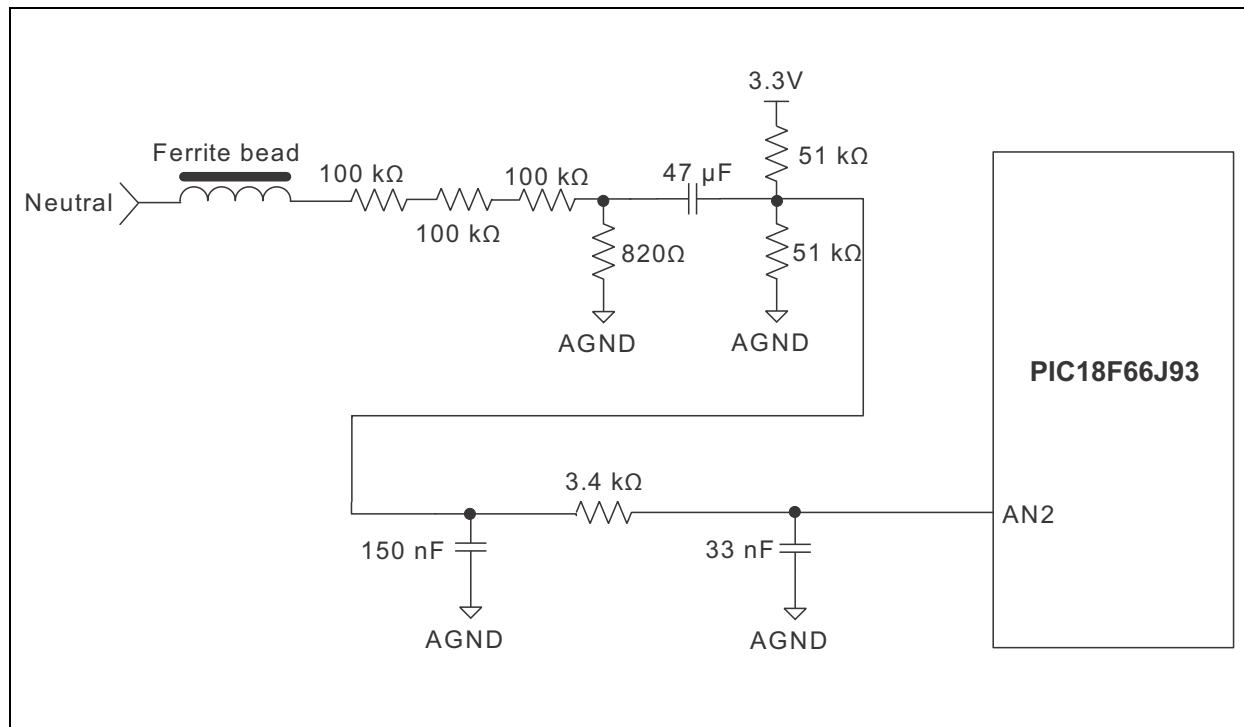 3.3V
Ferrite bead
51 kΩ
100 kΩ
100 kΩ
47 µF
Neutral
100 kΩ
820Ω
51 kΩ
AGND
AGND
PIC18F66J93
3.4 kΩ
AN2
150 nF
33 nF
AGND
AGND